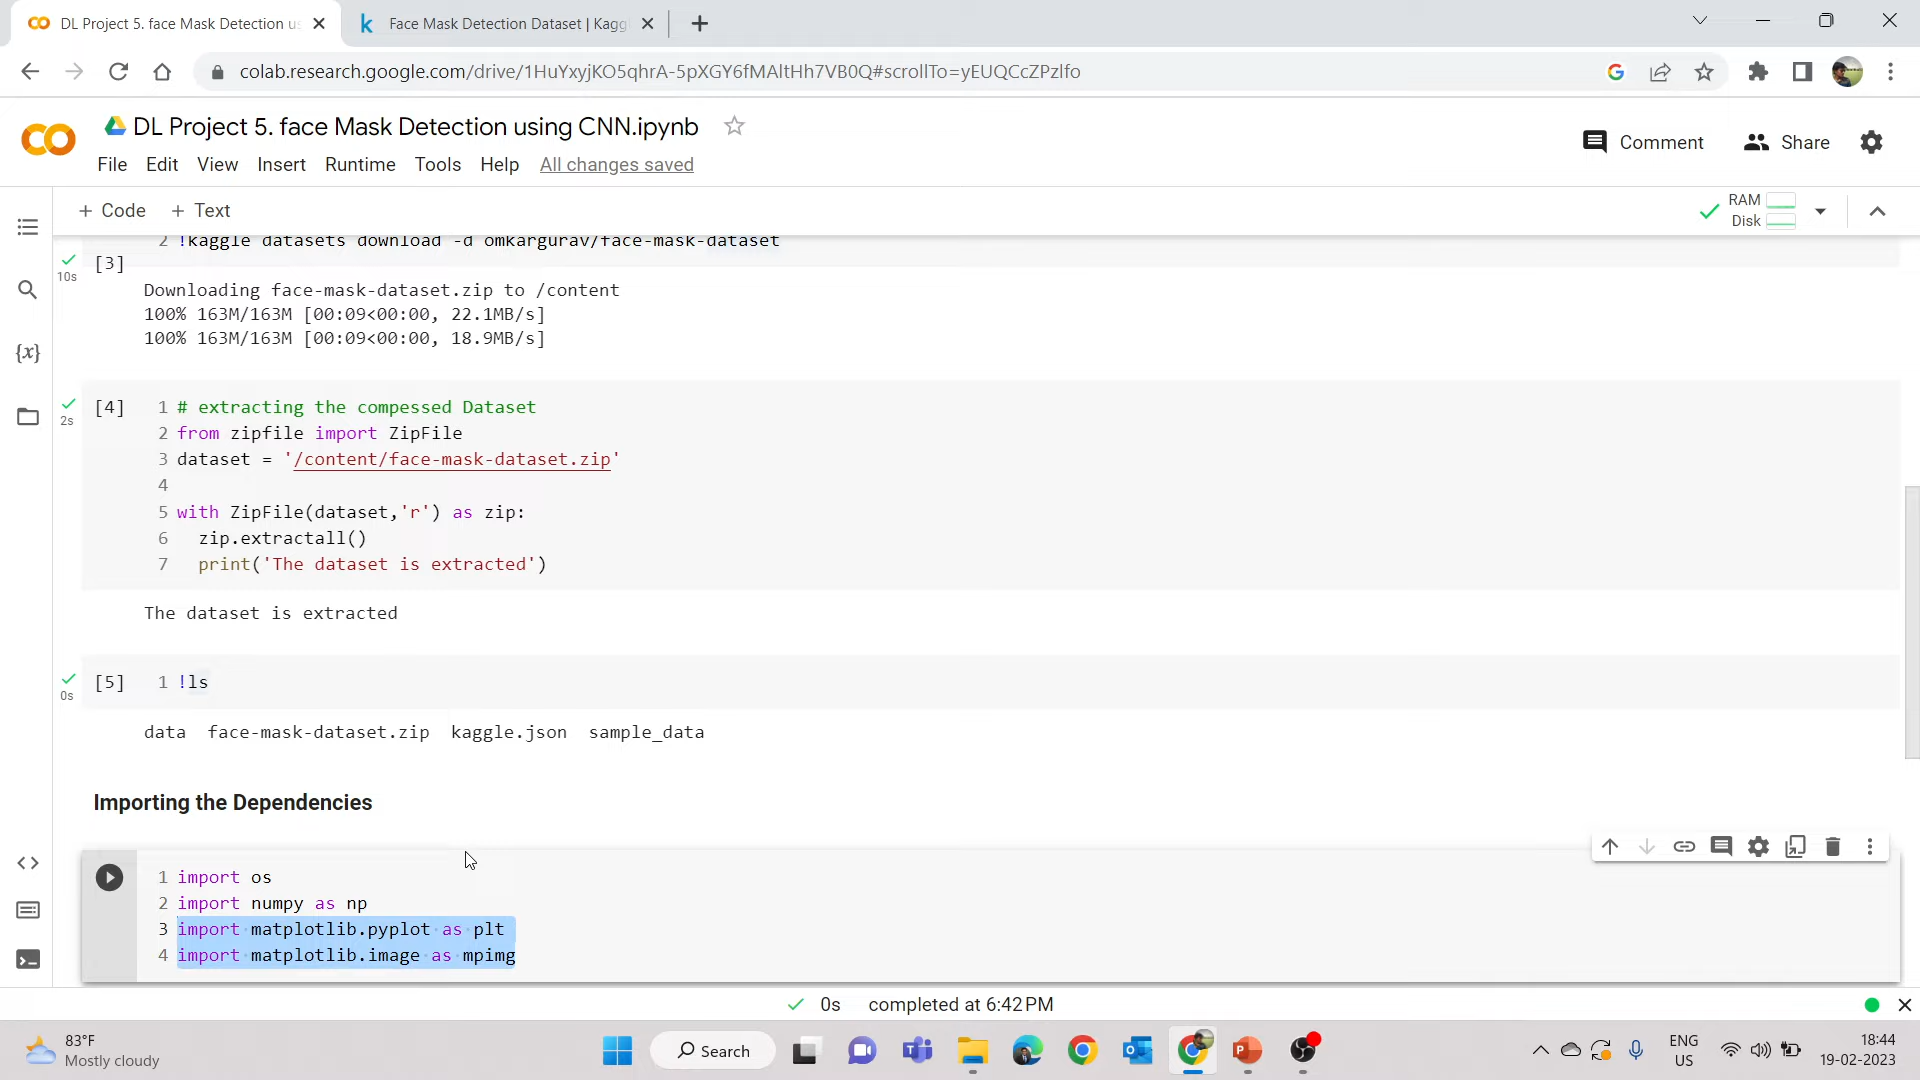 DL Project 5. face Mask Detection us
Face Mask Detection Dataset | Kagg
colab.research.google.com/drive/1HuYxyjKO5qhrA-5pXGY6fMAltHh7VB0Q#scrollTo=yEUQCcZPzlfo
DL Project 5. face Mask Detection using CNN.ipynb
Comment
Share
File Edit View Insert Runtime Tools Help All changes saved
+ Code + Text
RAM
Disk
2 !kaggle datasets download -d omkargurav/face-mask-dataset
[3]
10s
Downloading face-mask-dataset.zip to /content
100% 163M/163M [00:09<00:00, 22.1MB/s]
100% 163M/163M [00:09<00:00, 18.9MB/s]
[4]
2s
1 # extracting the compessed Dataset
2 from zipfile import ZipFile
3 dataset = '/content/face-mask-dataset.zip'
4
5 with ZipFile(dataset,'r') as zip:
6 zip.extractall()
7 print('The dataset is extracted')
The dataset is extracted
[5] 1 !ls
0s
data face-mask-dataset.zip kaggle.json sample_data
Importing the Dependencies
1 import os
2 import numpy as np
3 import matplotlib.pyplot as plt
4 import matplotlib.image as mpimg
0s completed at 6:42 PM
83°F
Mostly cloudy
Search
ENG
US
18:44
19-02-2023